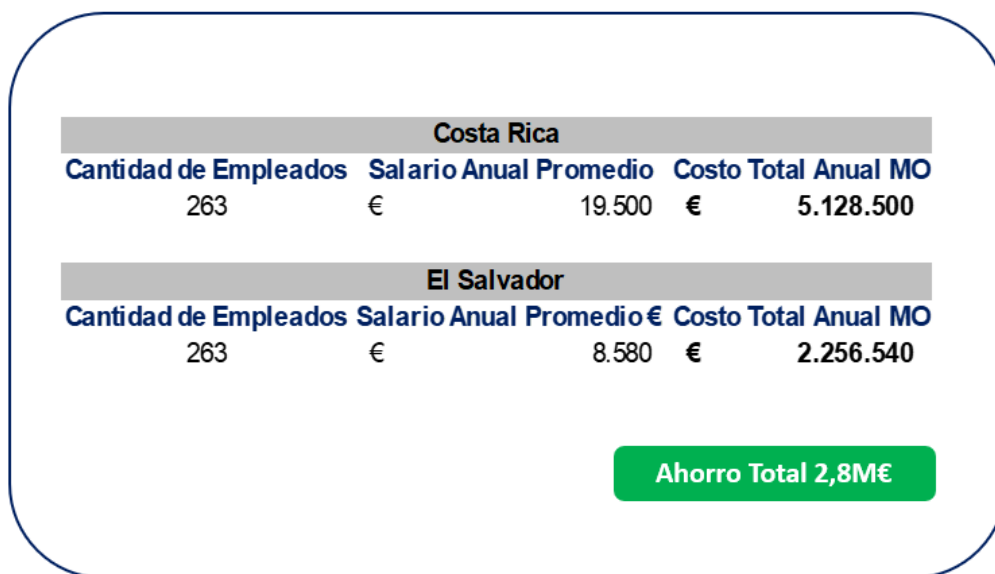 Costa Rica
Cantidad de Empleados Salario Anual Promedio Costo Total Anual MO
263 € 19.500 € 5.128.500
El Salvador
Cantidad de Empleados Salario Anual Promedio € Costo Total Anual MO
263 € 8.580 € 2.256.540
Ahorro Total 2,8M€